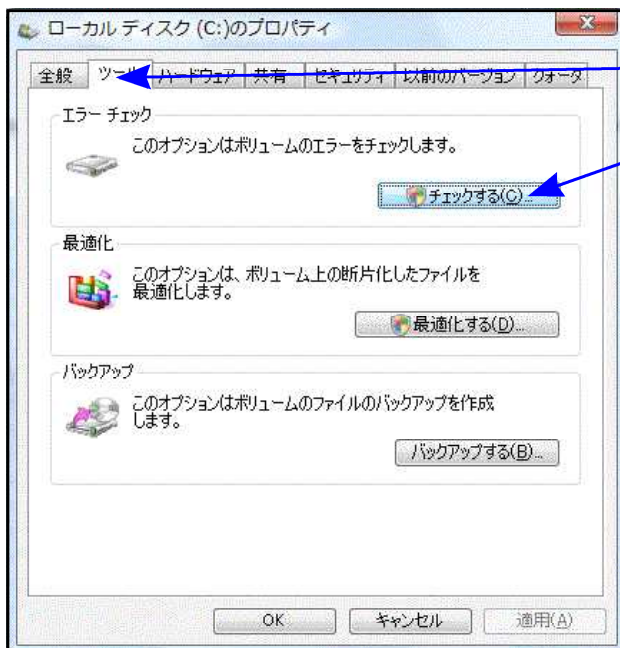 ローカル ディスク (C:)のプロパティ
全般 ツール ハードウェア 共有 セキュリティ 以前のバージョン クォータ
エラー チェック
このオプションはボリュームのエラーをチェックします。
チェックする(C)...
最適化
このオプションは、ボリューム上の断片化したファイルを
最適化します。
最適化する(D)...
バックアップ
このオプションはボリュームのファイルのバックアップを作成
します。
バックアップする(B)...
OK キャンセル 適用(A)